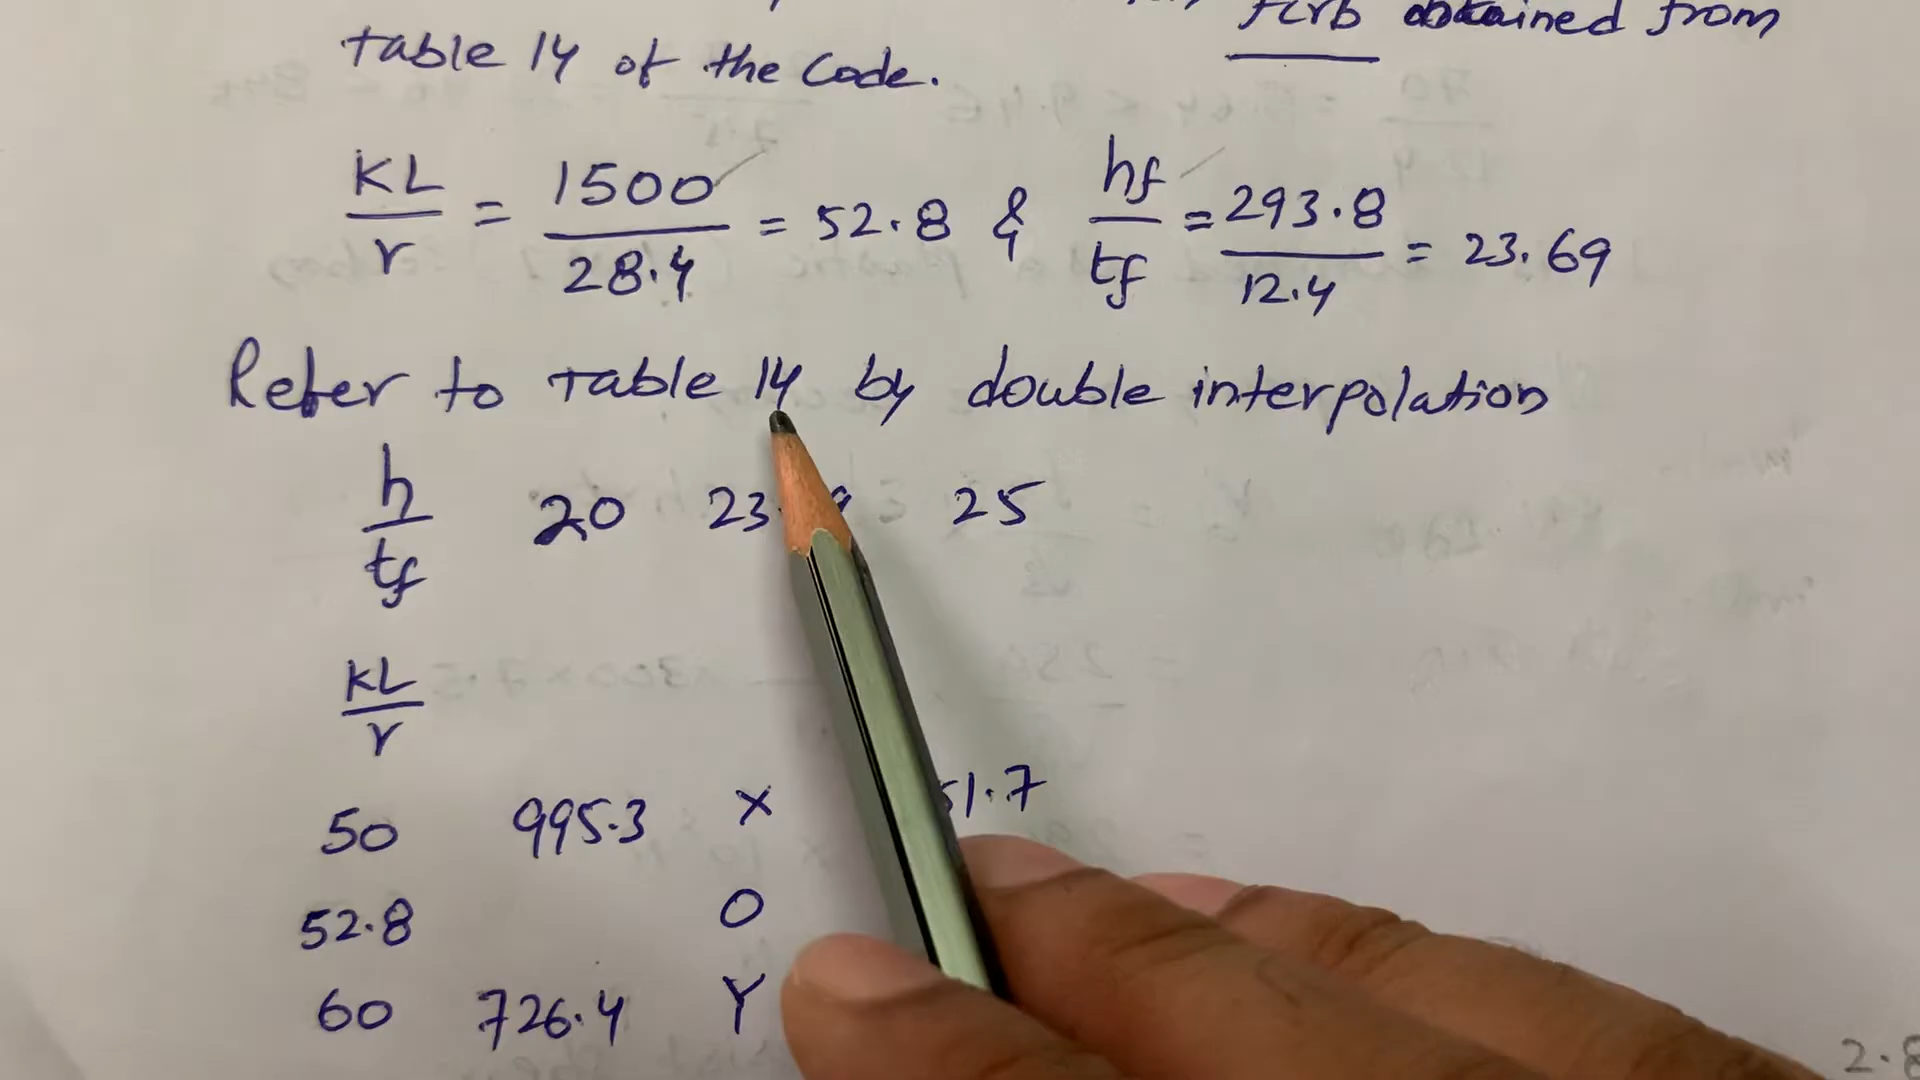 fcrb obtained from
table 14 of the Code.
KL/r = 1500/28.4 = 52.8 & hf/tf = 293.8/12.4 = 23.69
Refer to table 14 by double interpolation
h/tf 20 25
KL/r
50 995.3 X
52.8 O
60 726.4 Y